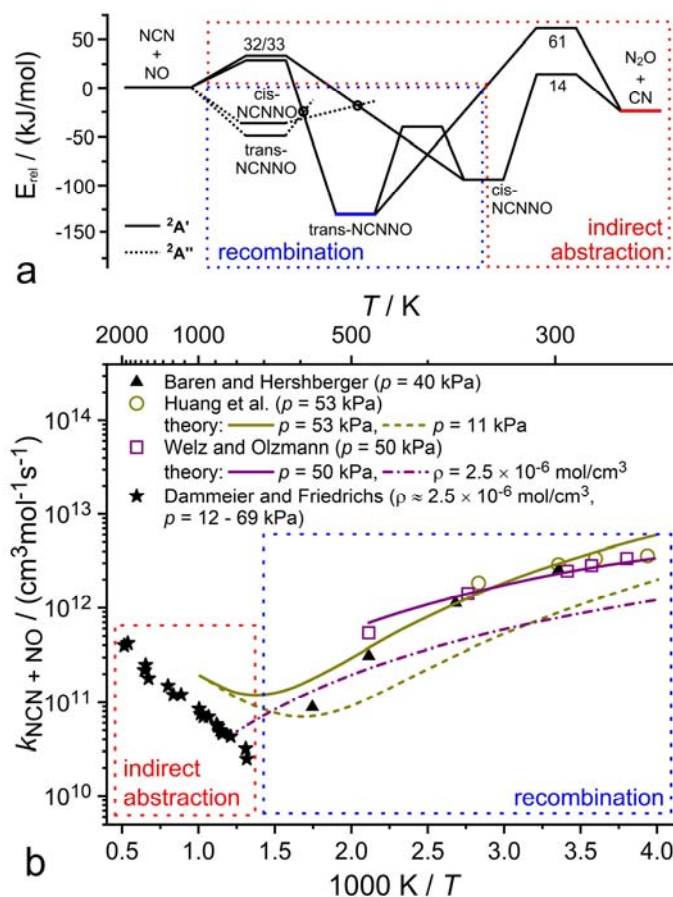 NCN
+
NO
32/33
61
N₂O
+
CN
14
cis-
NCNNO
trans-
NCNNO
cis-
NCNNO
trans-NCNNO
²A'
²A''
recombination
indirect
abstraction
50
0
-50
-100
-150
E_rel / (kJ/mol)
a
T / K
2000 1000 500 300
Baren and Hershberger (p = 40 kPa)
Huang et al. (p = 53 kPa)
theory: p = 53 kPa, p = 11 kPa
Welz and Olzmann (p = 50 kPa)
theory: p = 50 kPa, ρ = 2.5 × 10⁻⁶ mol/cm³
Dammeier and Friedrichs (ρ ≈ 2.5 × 10⁻⁶ mol/cm³,
p = 12 - 69 kPa)
10¹⁴
10¹³
10¹²
10¹¹
10¹⁰
k_NCN + NO / (cm³mol⁻¹s⁻¹)
indirect
abstraction
recombination
0.5 1.0 1.5 2.0 2.5 3.0 3.5 4.0
b
1000 K / T